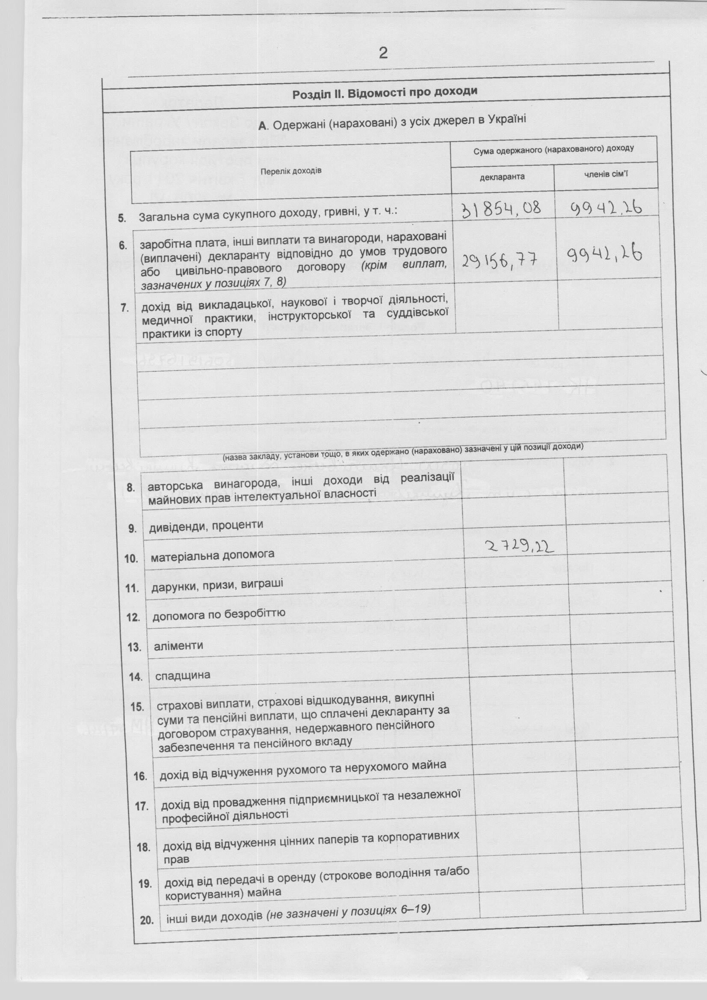 2
Розділ ІІ. Відомості про доходи
А. Одержані (нараховані) з усіх джерел в Україні
Перелік доходів
Сума одержаного (нарахованого) доходу
декларанта
членів сім'ї
5. Загальна сума сукупного доходу, гривні, у т. ч.: 31854,08 9942,26
6. заробітна плата, інші виплати та винагороди, нараховані
(виплачені) декларанту відповідно до умов трудового
або цивільно-правового договору (крім виплат,
зазначених у позиціях 7, 8)
29156,77 9942,26
7. дохід від викладацької, наукової і творчої діяльності,
медичної практики, інструкторської та суддівської
практики із спорту
(назва закладу, установи тощо, в яких одержано (нараховано) зазначені у цій позиції доходи)
8. авторська винагорода, інші доходи від реалізації
майнових прав інтелектуальної власності
9. дивіденди, проценти
10. матеріальна допомога 2729,22
11. дарунки, призи, виграші
12. допомога по безробіттю
13. аліменти
14. спадщина
15. страхові виплати, страхові відшкодування, викупні
суми та пенсійні виплати, що сплачені декларанту за
договором страхування, недержавного пенсійного
забезпечення та пенсійного вкладу
16. дохід від відчуження рухомого та нерухомого майна
17. дохід від провадження підприємницької та незалежної
професійної діяльності
18. дохід від відчуження цінних паперів та корпоративних
прав
19. дохід від передачі в оренду (строкове володіння та/або
користування) майна
20. інші види доходів (не зазначені у позиціях 6–19)